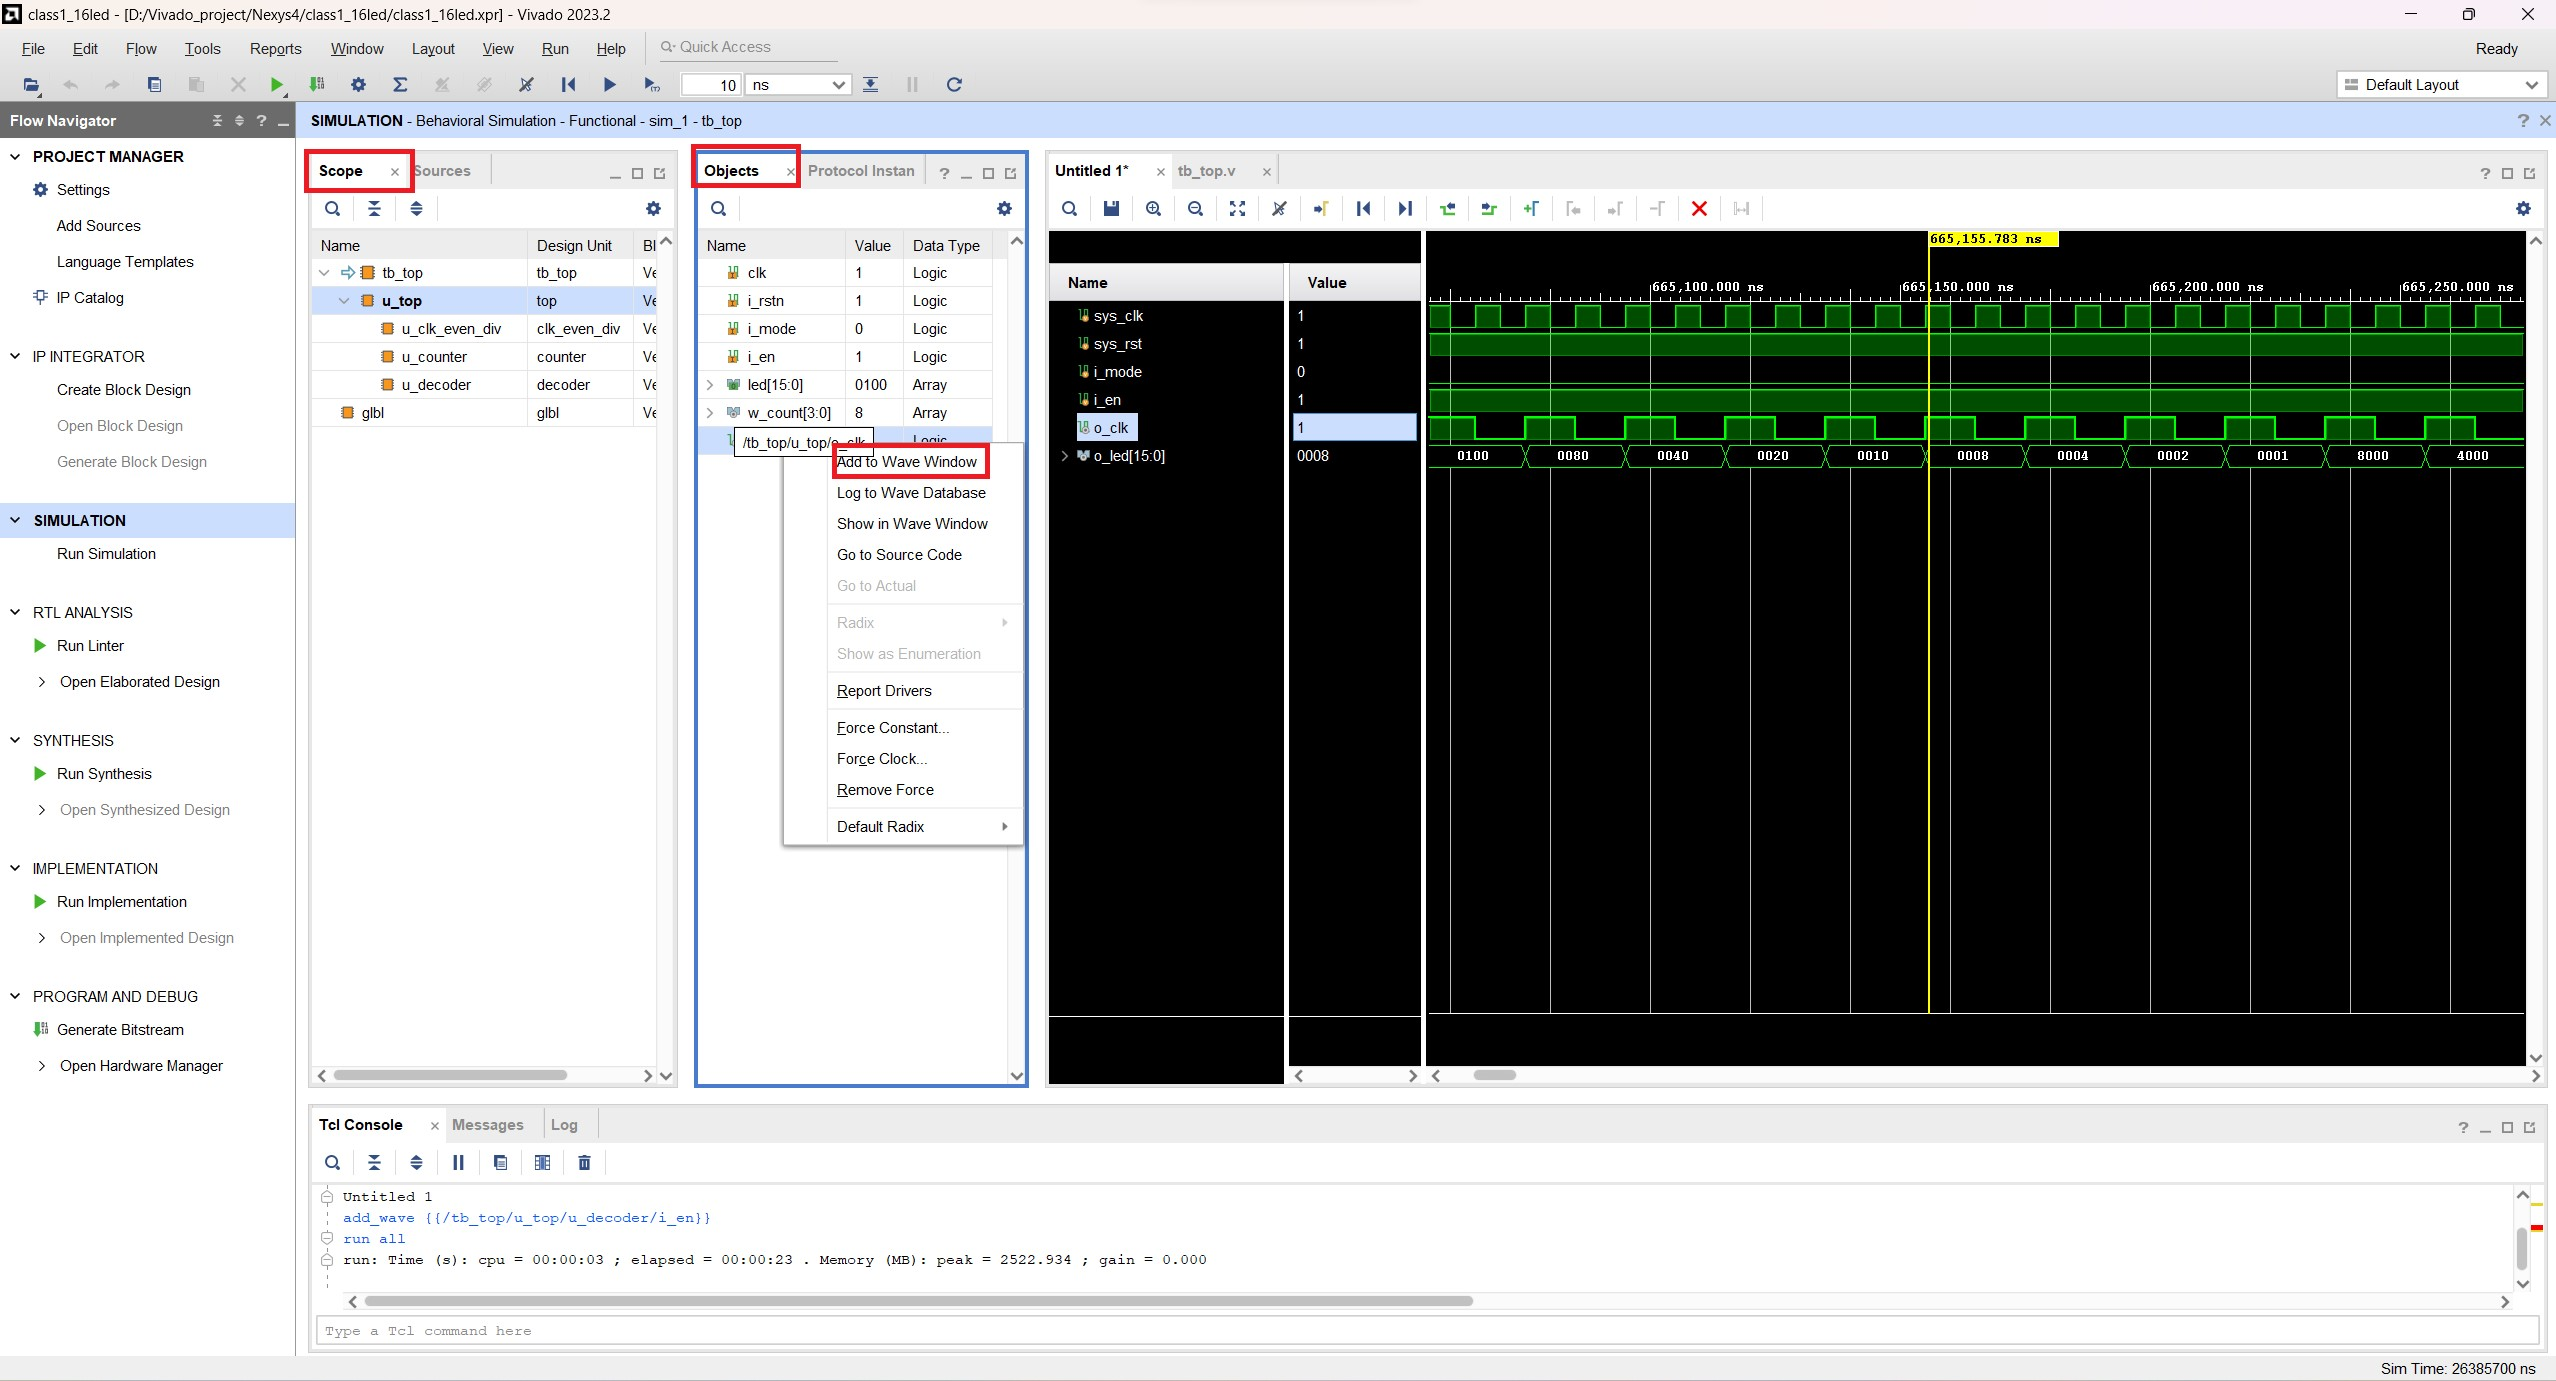 class1_16led - [D:/Vivado_project/Nexys4/class1_16led/class1_16led.xpr] - Vivado 2023.2
File Edit Flow Tools Reports Window Layout View Run Help Quick Access Ready
10 ns Default Layout
Flow Navigator
SIMULATION - Behavioral Simulation - Functional - sim_1 - tb_top
PROJECT MANAGER
Settings
Add Sources
Language Templates
IP Catalog
IP INTEGRATOR
Create Block Design
Open Block Design
Generate Block Design
SIMULATION
Run Simulation
RTL ANALYSIS
Run Linter
Open Elaborated Design
SYNTHESIS
Run Synthesis
Open Synthesized Design
IMPLEMENTATION
Run Implementation
Open Implemented Design
PROGRAM AND DEBUG
Generate Bitstream
Open Hardware Manager
Scope Sources
Name Design Unit Bl
tb_top tb_top Ve
u_top top Ve
u_clk_even_div clk_even_div Ve
u_counter counter Ve
u_decoder decoder Ve
glbl glbl Ve
Objects Protocol Instan
Name Value Data Type
clk 1 Logic
i_rstn 1 Logic
i_mode 0 Logic
i_en 1 Logic
led[15:0] 0100 Array
w_count[3:0] 8 Array
Logic
/tb_top/u_top/o_clk
Add to Wave Window
Log to Wave Database
Show in Wave Window
Go to Source Code
Go to Actual
Radix
Show as Enumeration
Report Drivers
Force Constant...
Force Clock...
Remove Force
Default Radix
Untitled 1* tb_top.v
665,155.783 ns
Name Value
665,100.000 ns 665,150.000 ns 665,200.000 ns 665,250.000 ns
sys_clk 1
sys_rst 1
i_mode 0
i_en 1
o_clk 1
o_led[15:0] 0008 0100 0080 0040 0020 0010 0008 0004 0002 0001 8000 4000
Tcl Console Messages Log
Untitled 1
add_wave {{/tb_top/u_top/u_decoder/i_en}}
run all
run: Time (s): cpu = 00:00:03 ; elapsed = 00:00:23 . Memory (MB): peak = 2522.934 ; gain = 0.000
Type a Tcl command here
Sim Time: 26385700 ns